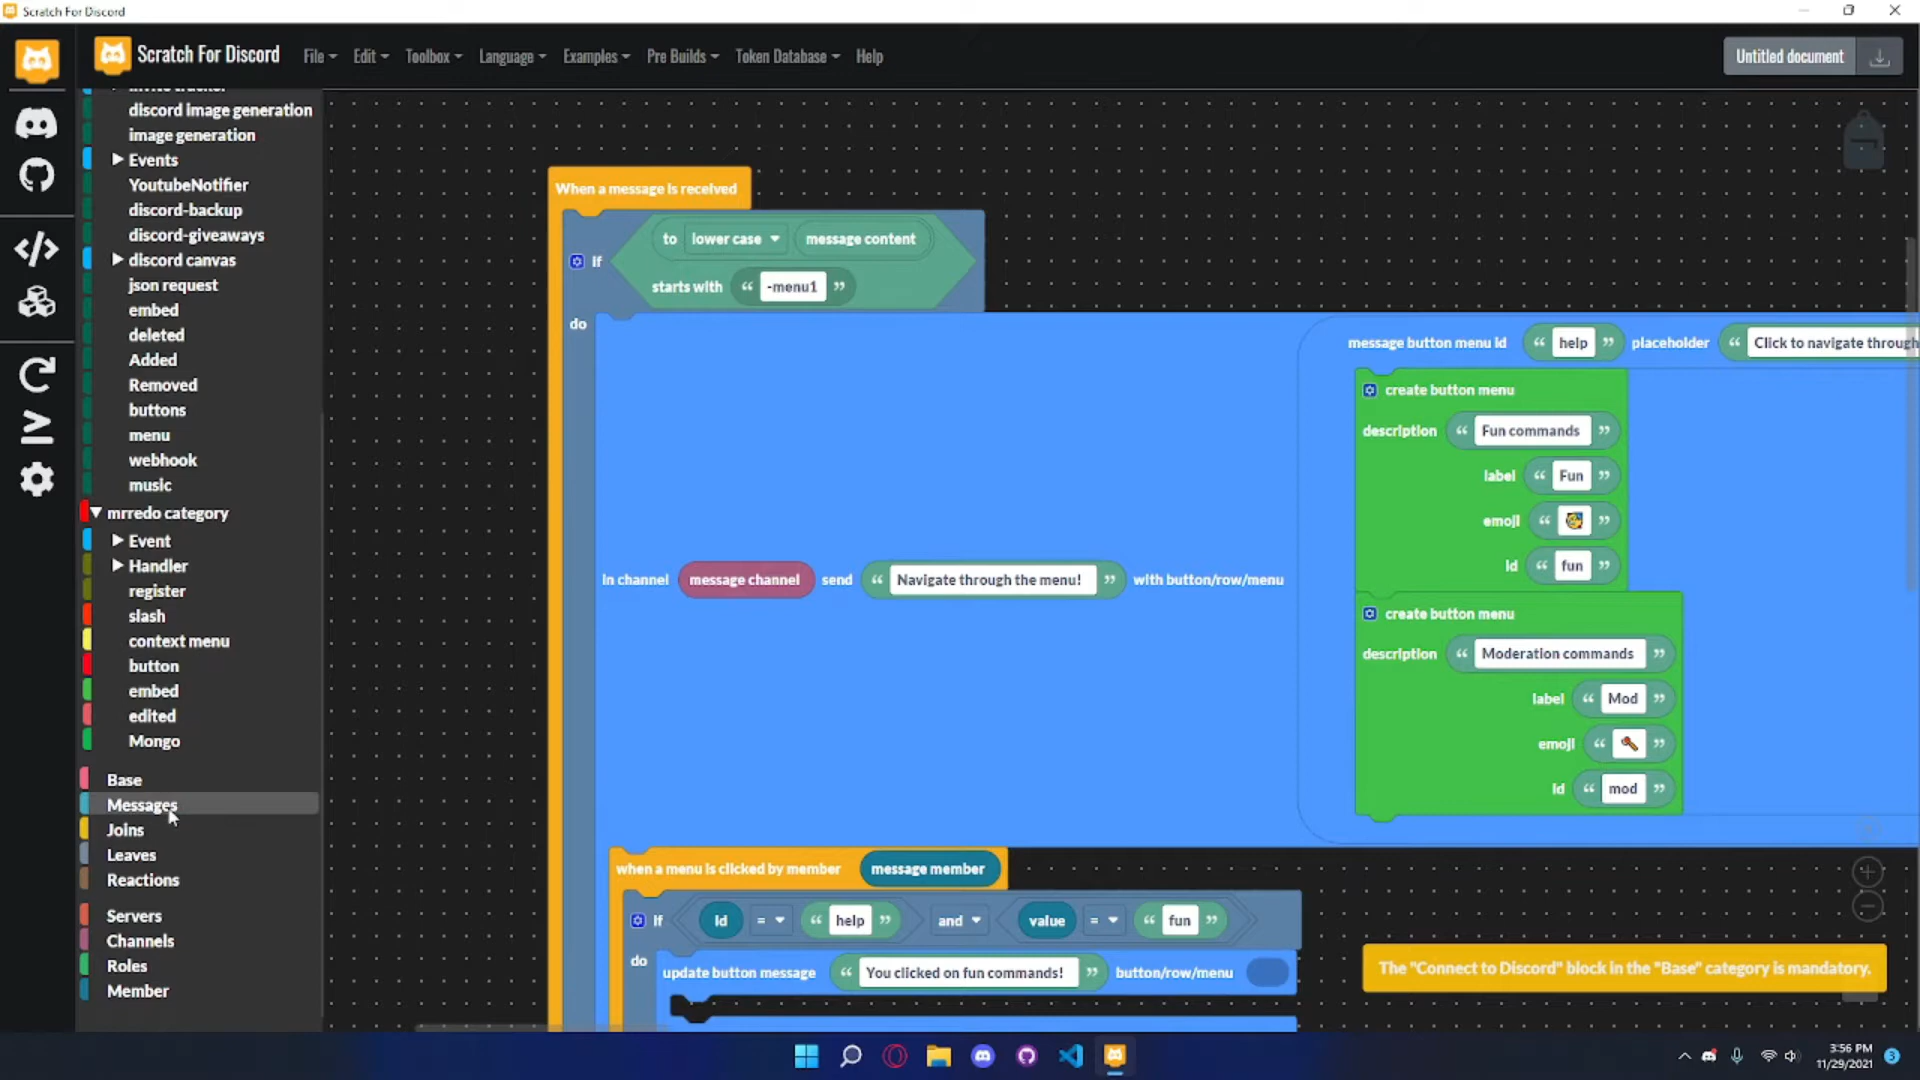 Scratch For Discord
Scratch For Discord File Edit Toolbox Language Examples Pre Builds Token Database Help Untitled document
discord image generation
image generation
Events
YoutubeNotifier
discord-backup
discord-giveaways
discord canvas
json request
embed
deleted
Added
Removed
buttons
menu
webhook
music
mrredo category
Event
Handler
register
slash
context menu
button
embed
edited
Mongo
Base
Messages
Joins
Leaves
Reactions
Servers
Channels
Roles
Member
When a message is received
to lower case message content
if
starts with “ -menu1 ”
do
message button menu id “ help ” placeholder “ Click to navigate through
create button menu
description “ Fun commands ”
label “ Fun ”
emoji “ ”
id “ fun ”
In channel message channel send “ Navigate through the menu! ” with button/row/menu
create button menu
description “ Moderation commands ”
label “ Mod ”
emoji “ ”
id “ mod ”
when a menu is clicked by member message member
if id = “ help ” and value = “ fun ”
do
update button message “ You clicked on fun commands! ” button/row/menu
The "Connect to Discord" block in the "Base" category is mandatory.
3:56 PM
11/29/2021
3